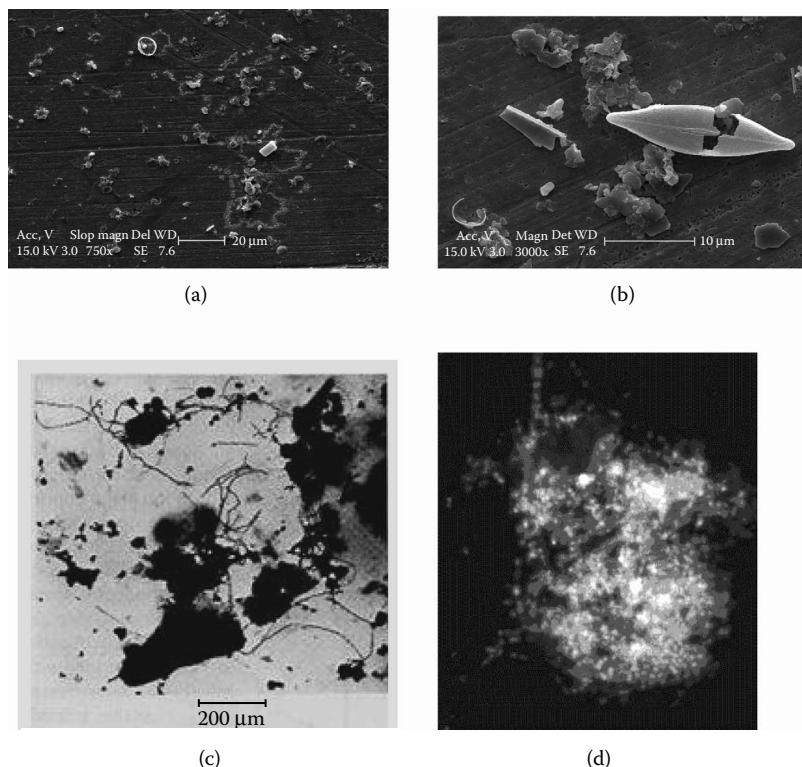 Acc, V Slop magn Del WD
15.0 kV 3.0 750x SE 7.6
20 µm
(a)
Acc, V Magn Det WD
15.0 kV 3.0 3000x SE 7.6
10 µm
(b)
200 µm
(c)
(d)